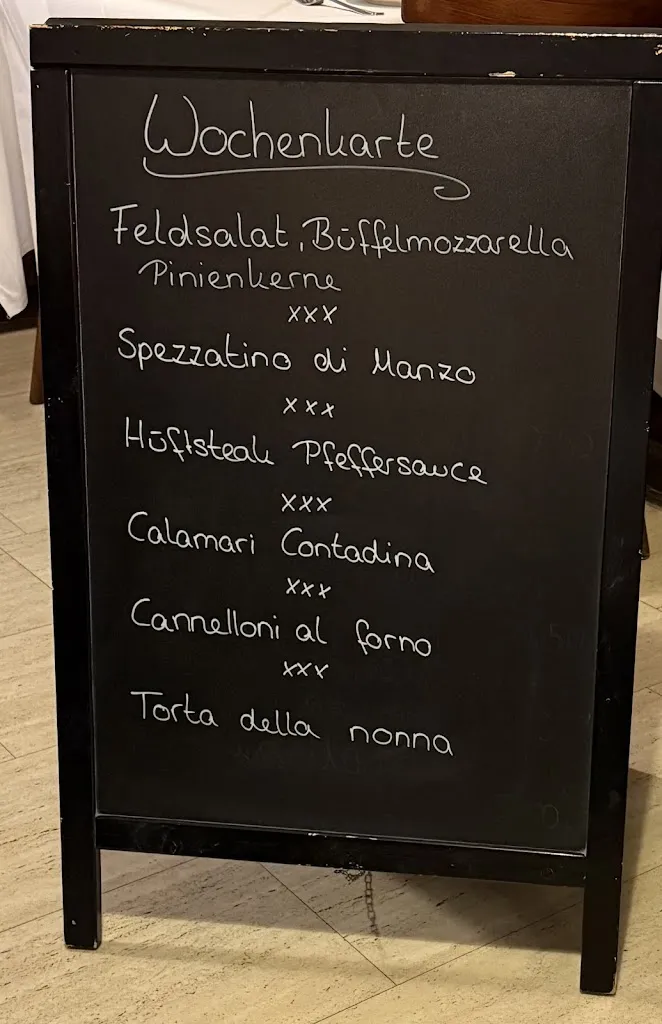 Wochenkarte
Feldsalat, Büffelmozzarella
Pinienkerne
xxx
Spezzatino di Manzo
xxx
Hüftsteak Pfeffersauce
xxx
Calamari Contadina
xxx
Cannelloni al forno
xxx
Torta della nonna